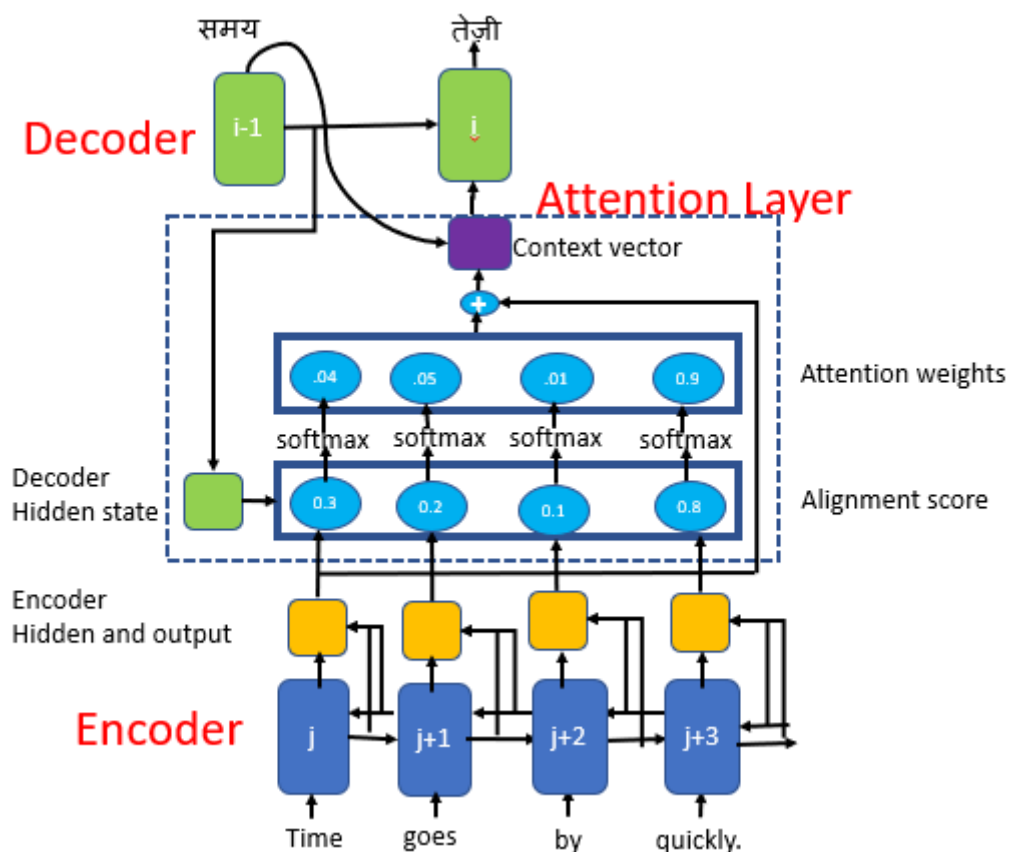 समय
तेज़ी
i-1
i
Decoder
Attention Layer
Context vector
+
.04
.05
.01
0.9
Attention weights
softmax
softmax
softmax
softmax
Decoder
Hidden state
0.3
0.2
0.1
0.8
Alignment score
Encoder
Hidden and output
Encoder
j
j+1
j+2
j+3
Time
goes
by
quickly.